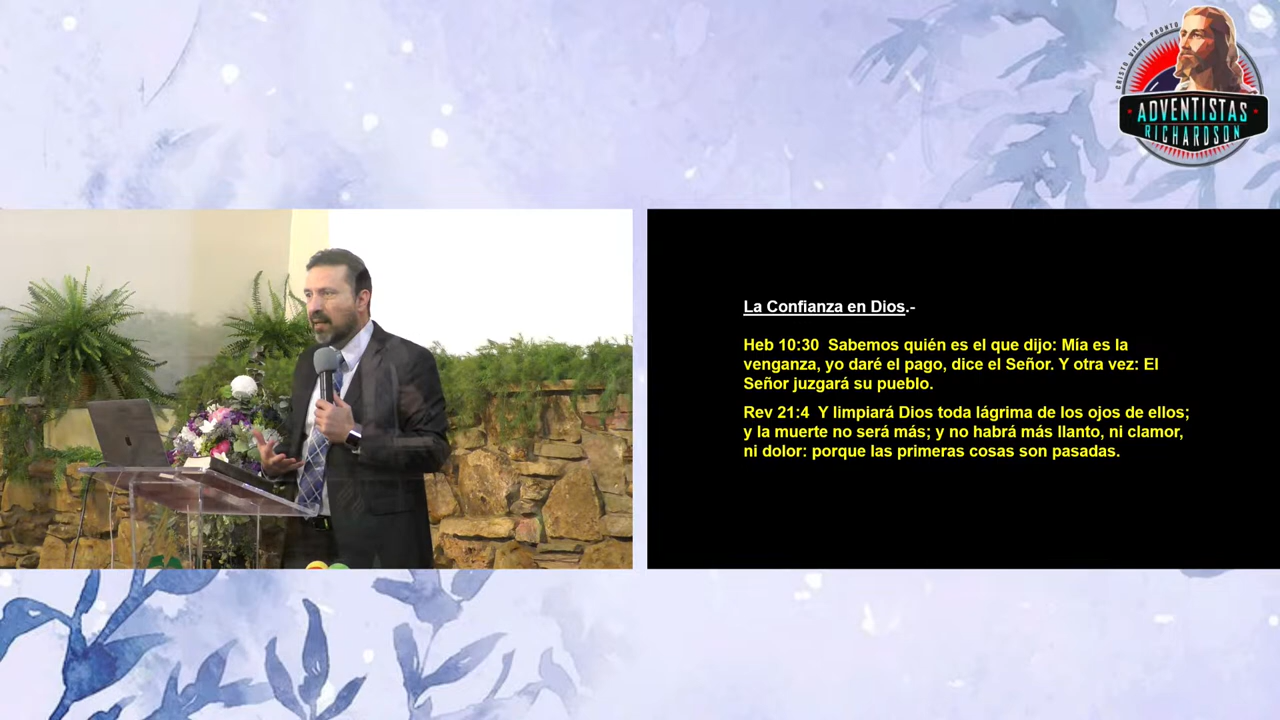 CRISTO VIENE PRONTO
ADVENTISTAS
RICHARDSON
La Confianza en Dios.-
Heb 10:30  Sabemos quién es el que dijo: Mía es la
venganza, yo daré el pago, dice el Señor. Y otra vez: El
Señor juzgará su pueblo.
Rev 21:4  Y limpiará Dios toda lágrima de los ojos de ellos;
y la muerte no será más; y no habrá más llanto, ni clamor,
ni dolor: porque las primeras cosas son pasadas.